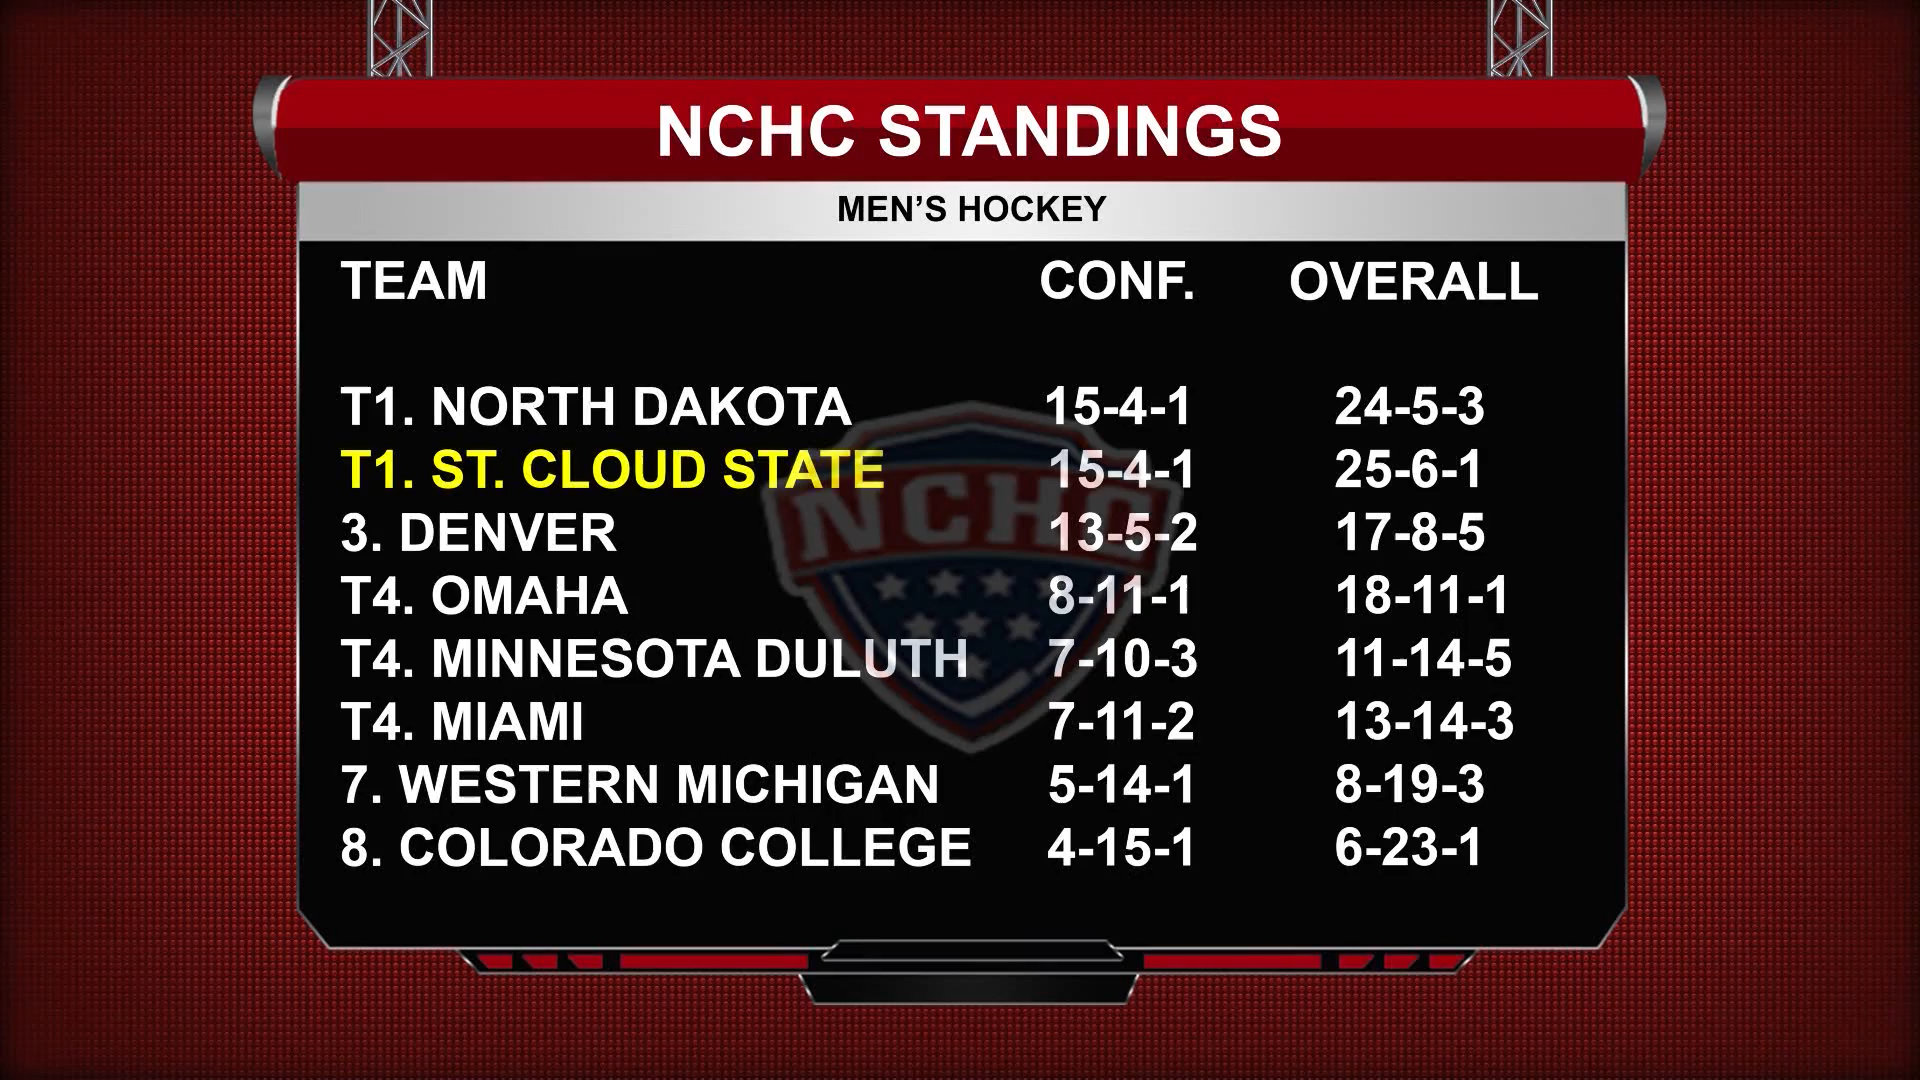 NCHC STANDINGS
MEN'S HOCKEY
TEAM CONF. OVERALL
T1. NORTH DAKOTA 15-4-1 24-5-3
T1. ST. CLOUD STATE 15-4-1 25-6-1
3. DENVER 13-5-2 17-8-5
T4. OMAHA 8-11-1 18-11-1
T4. MINNESOTA DULUTH 7-10-3 11-14-5
T4. MIAMI 7-11-2 13-14-3
7. WESTERN MICHIGAN 5-14-1 8-19-3
8. COLORADO COLLEGE 4-15-1 6-23-1
NCHC